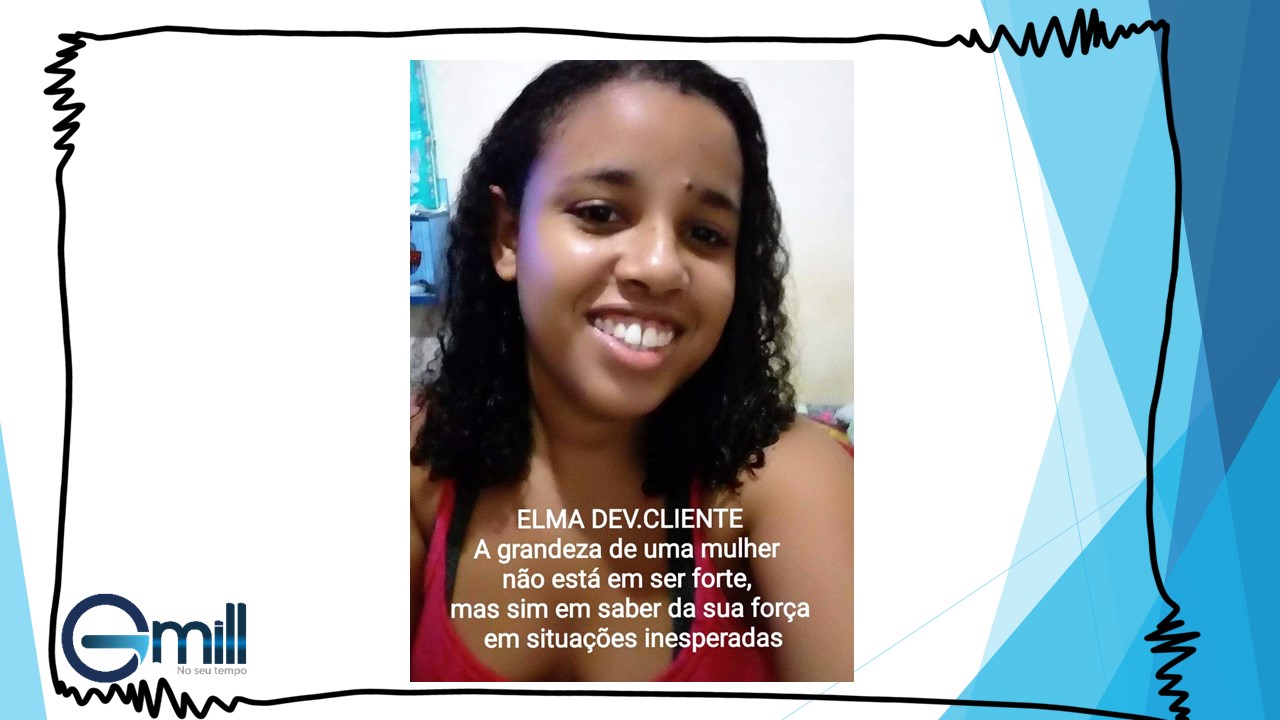 ELMA DEV.CLIENTE
A grandeza de uma mulher
não está em ser forte,
mas sim em saber da sua força
em situações inesperadas
Gmill
No seu tempo